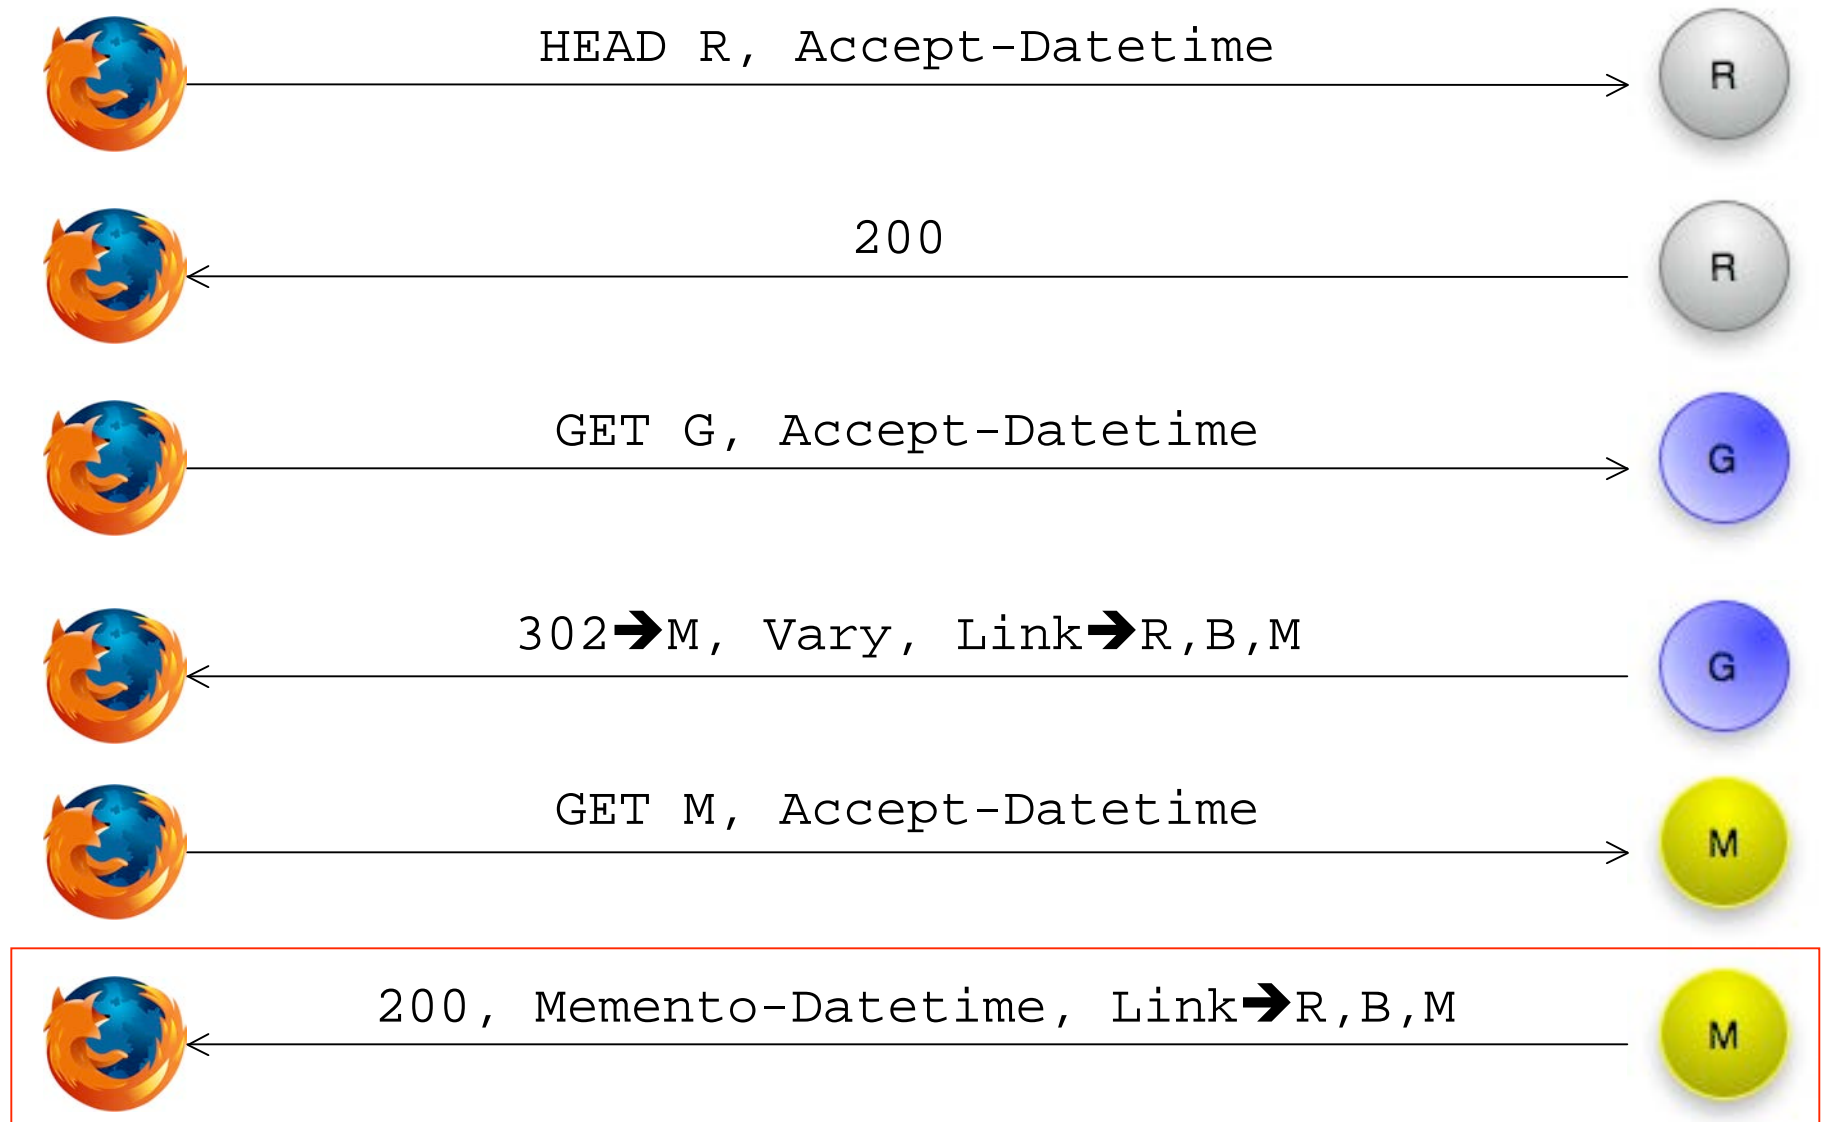 HEAD R, Accept-Datetime
R
200
R
GET G, Accept-Datetime
G
302➔M, Vary, Link➔R,B,M
G
GET M, Accept-Datetime
M
200, Memento-Datetime, Link➔R,B,M
M